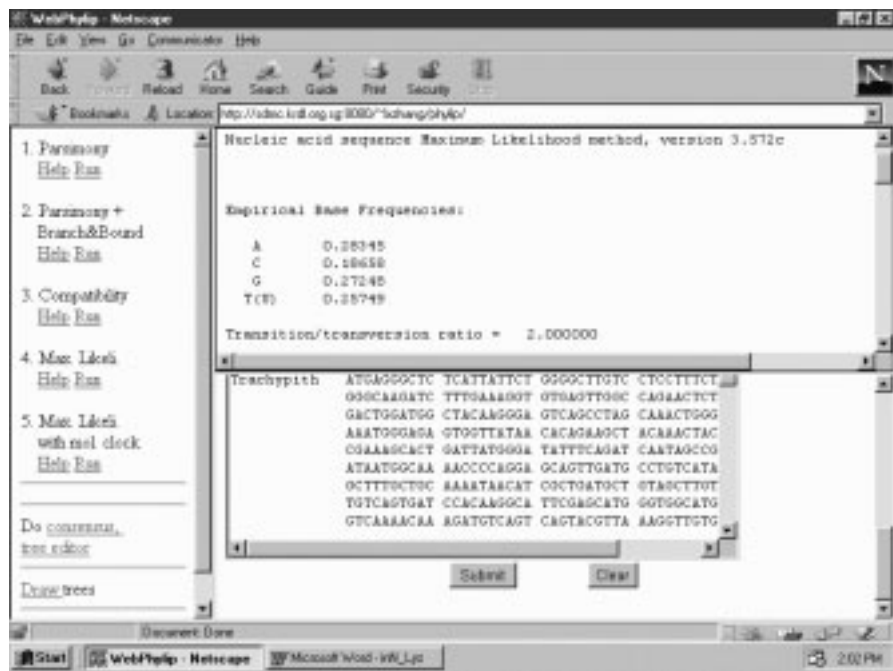 WebPhylip - Netscape
File Edit View Go Communicator Help
Back Forward Reload Home Search Guide Print Security Stop
Bookmarks Location: http://sdmc.krdl.org.sg:8080/~lxzhang/phylip/
1. Parsimony
Help Run
2. Parsimony +
Branch&Bound
Help Run
3. Compatibility
Help Run
4. Max. Likeli.
Help Run
5. Max. Likeli.
with mol. clock
Help Run
Do consensus,
tree editor
Draw trees
Nucleic acid sequence Maximum Likelihood method, version 3.572c
Empirical Base Frequencies:
A 0.28345
C 0.18658
G 0.27248
T(U) 0.25749
Transition/transversion ratio = 2.000000
Trachypith ATGAGGGCTC TCATTATTCT GGGGCTTGTC CTCCTTTCT
GGGCAAGATC TTTGAAAGGT GTGAGTTGGC CAGAACTCT
GACTGGATGG CTACAAGGGA GTCAGCCTAG CAAACTGGG
AAATGGGAGA GTGGTTATAA CACAGAAGCT ACAAACTAC
CGAAAGCACT GATTATGGGA TATTTCAGAT CAATAGCCG
ATAATGGCAA AACCCCAGGA GCAGTTGATG CCTGTCATA
GCTTTGCTGC AAAATAACAT CGCTGATGCT GTAGCTTGT
TGTCAGTGAT CCACAAGGCA TTCGAGCATG GGTGGCATG
GTCAAAACAA AGATGTCAGT CAGTACGTTA AAGGTTGTG
Submit Clear
Document: Done
Start WebPhylip - Netscape Microsoft Word - 2:02 PM